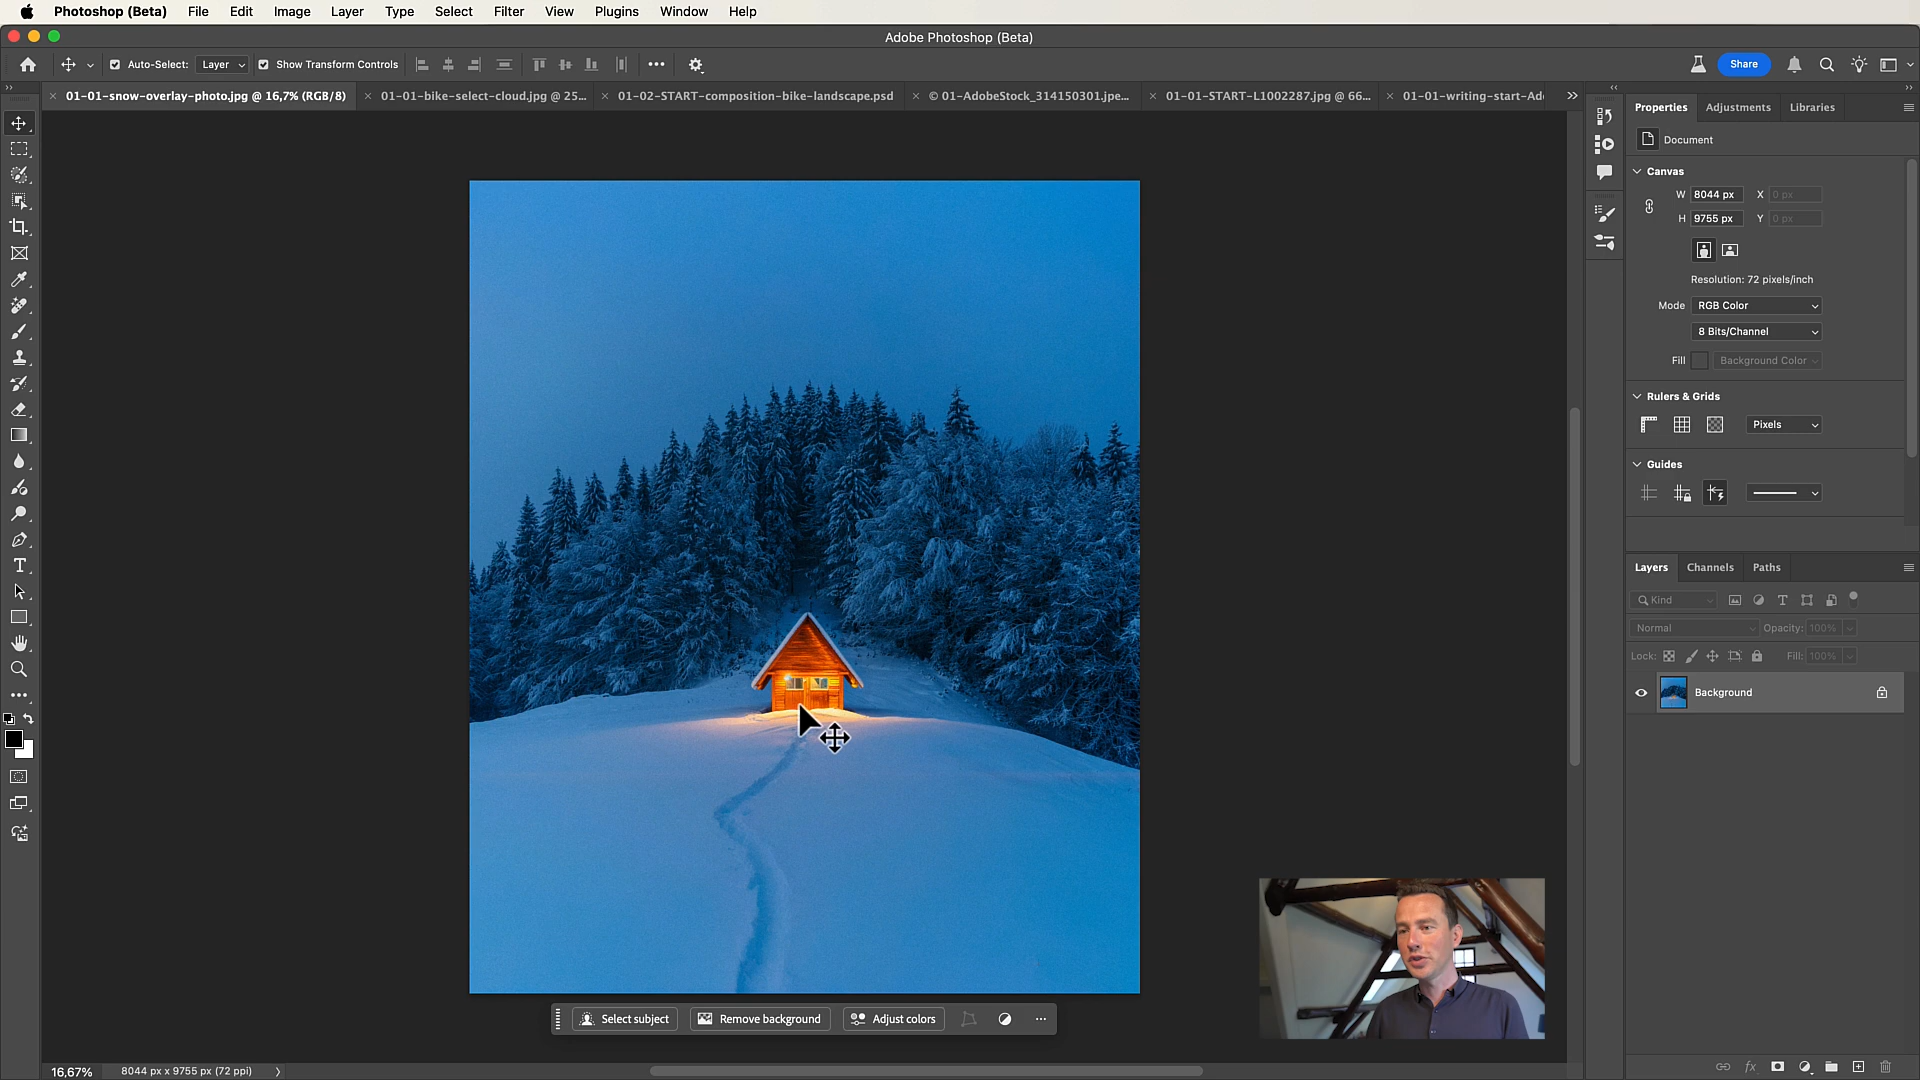 Photoshop (Beta) File Edit Image Layer Type Select Filter View Plugins Window Help
Adobe Photoshop (Beta)
Auto-Select: Layer Show Transform Controls Share
01-01-snow-overlay-photo.jpg @ 16,7% (RGB/8) 01-01-bike-select-cloud.jpg @ 25... 01-02-START-composition-bike-landscape.psd © 01-AdobeStock_314150301.jpe... 01-01-START-L1002287.jpg @ 66... 01-01-writing-start-Ad
Properties Adjustments Libraries
Document
Canvas
W 8044 px X 0 px
H 9755 px Y 0 px
Resolution: 72 pixels/inch
Mode RGB Color
8 Bits/Channel
Fill Background Color
Rulers & Grids
Pixels
Guides
Layers Channels Paths
Kind
Normal Opacity: 100%
Lock: Fill: 100%
Background
Select subject Remove background Adjust colors
16,67% 8044 px x 9755 px (72 ppi)
fx